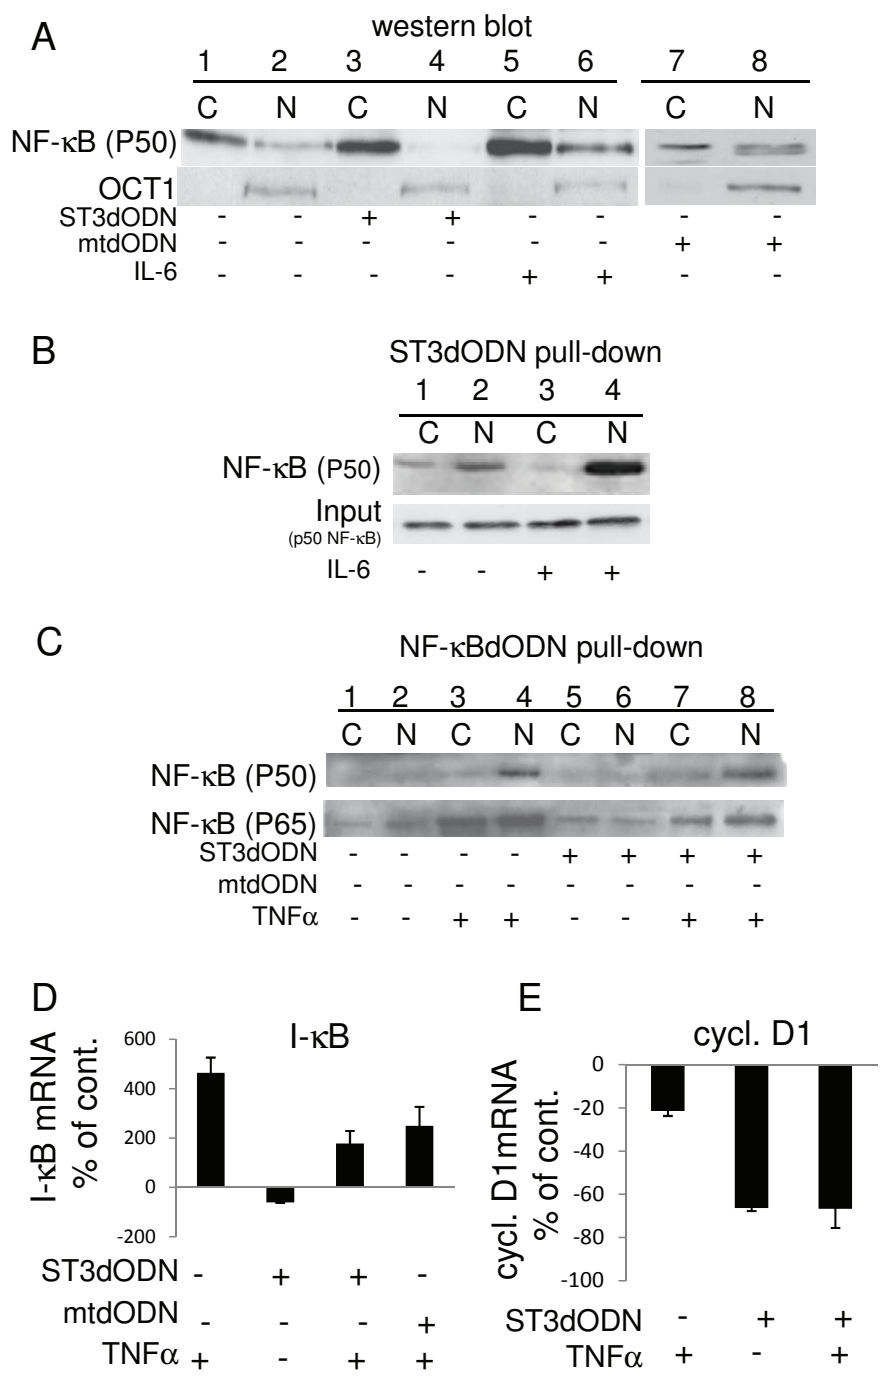 A
western blot
1 2 3 4 5 6 7 8
C N C N C N C N
NF-κB (P50)
OCT1
ST3dODN - - + + - - - -
mtdODN - - - - - - + +
IL-6 - - - - + + - -
B
ST3dODN pull-down
1 2 3 4
C N C N
NF-κB (P50)
Input
(p50 NF-κB)
IL-6 - - + +
C
NF-κBdODN pull-down
1 2 3 4 5 6 7 8
C N C N C N C N
NF-κB (P50)
NF-κB (P65)
ST3dODN - - - - + + + +
mtdODN - - - - - - - -
TNFα - - + + - - + +
D
I-κB
I-κB mRNA
% of cont.
600
400
200
0
-200
ST3dODN - + + -
mtdODN - - - +
TNFα + - + +
E
cycl. D1
cycl. D1mRNA
% of cont.
0
-20
-40
-60
-80
-100
ST3dODN - + +
TNFα + - +